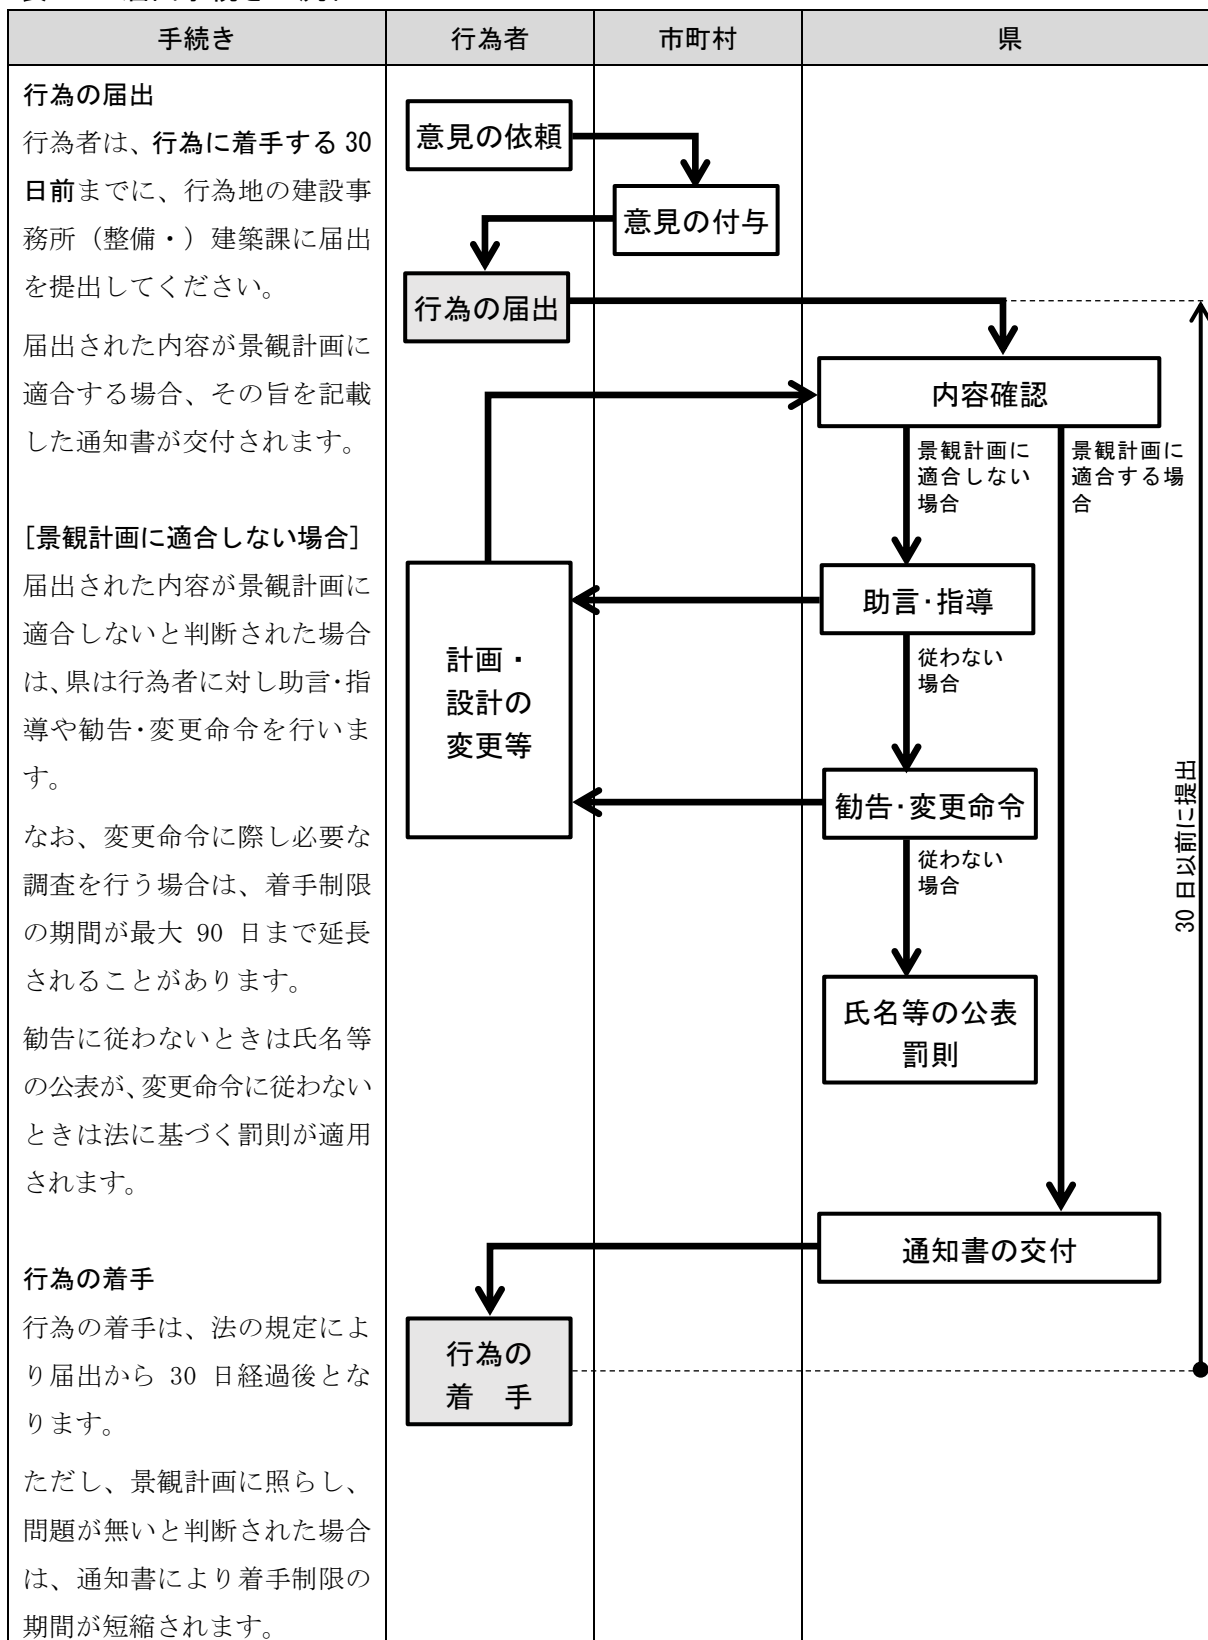 手続き
行為者
市町村
県
行為の届出
行為者は、行為に着手する 30
日前までに、行為地の建設事
務所（整備・）建築課に届出
を提出してください。
届出された内容が景観計画に
適合する場合、その旨を記載
した通知書が交付されます。
[景観計画に適合しない場合]
届出された内容が景観計画に
適合しないと判断された場合
は、県は行為者に対し助言・指
導や勧告・変更命令を行いま
す。
なお、変更命令に際し必要な
調査を行う場合は、着手制限
の期間が最大 90 日まで延長
されることがあります。
勧告に従わないときは氏名等
の公表が、変更命令に従わない
ときは法に基づく罰則が適用
されます。
行為の着手
行為の着手は、法の規定によ
り届出から 30 日経過後とな
ります。
ただし、景観計画に照らし、
問題が無いと判断された場合
は、通知書により着手制限の
期間が短縮されます。
意見の依頼
意見の付与
行為の届出
内容確認
景観計画に
適合しない
場合
景観計画に
適合する場
合
助言・指導
従わない
場合
計画・
設計の
変更等
勧告・変更命令
従わない
場合
氏名等の公表
罰則
30 日以前に提出
通知書の交付
行為の
着　手